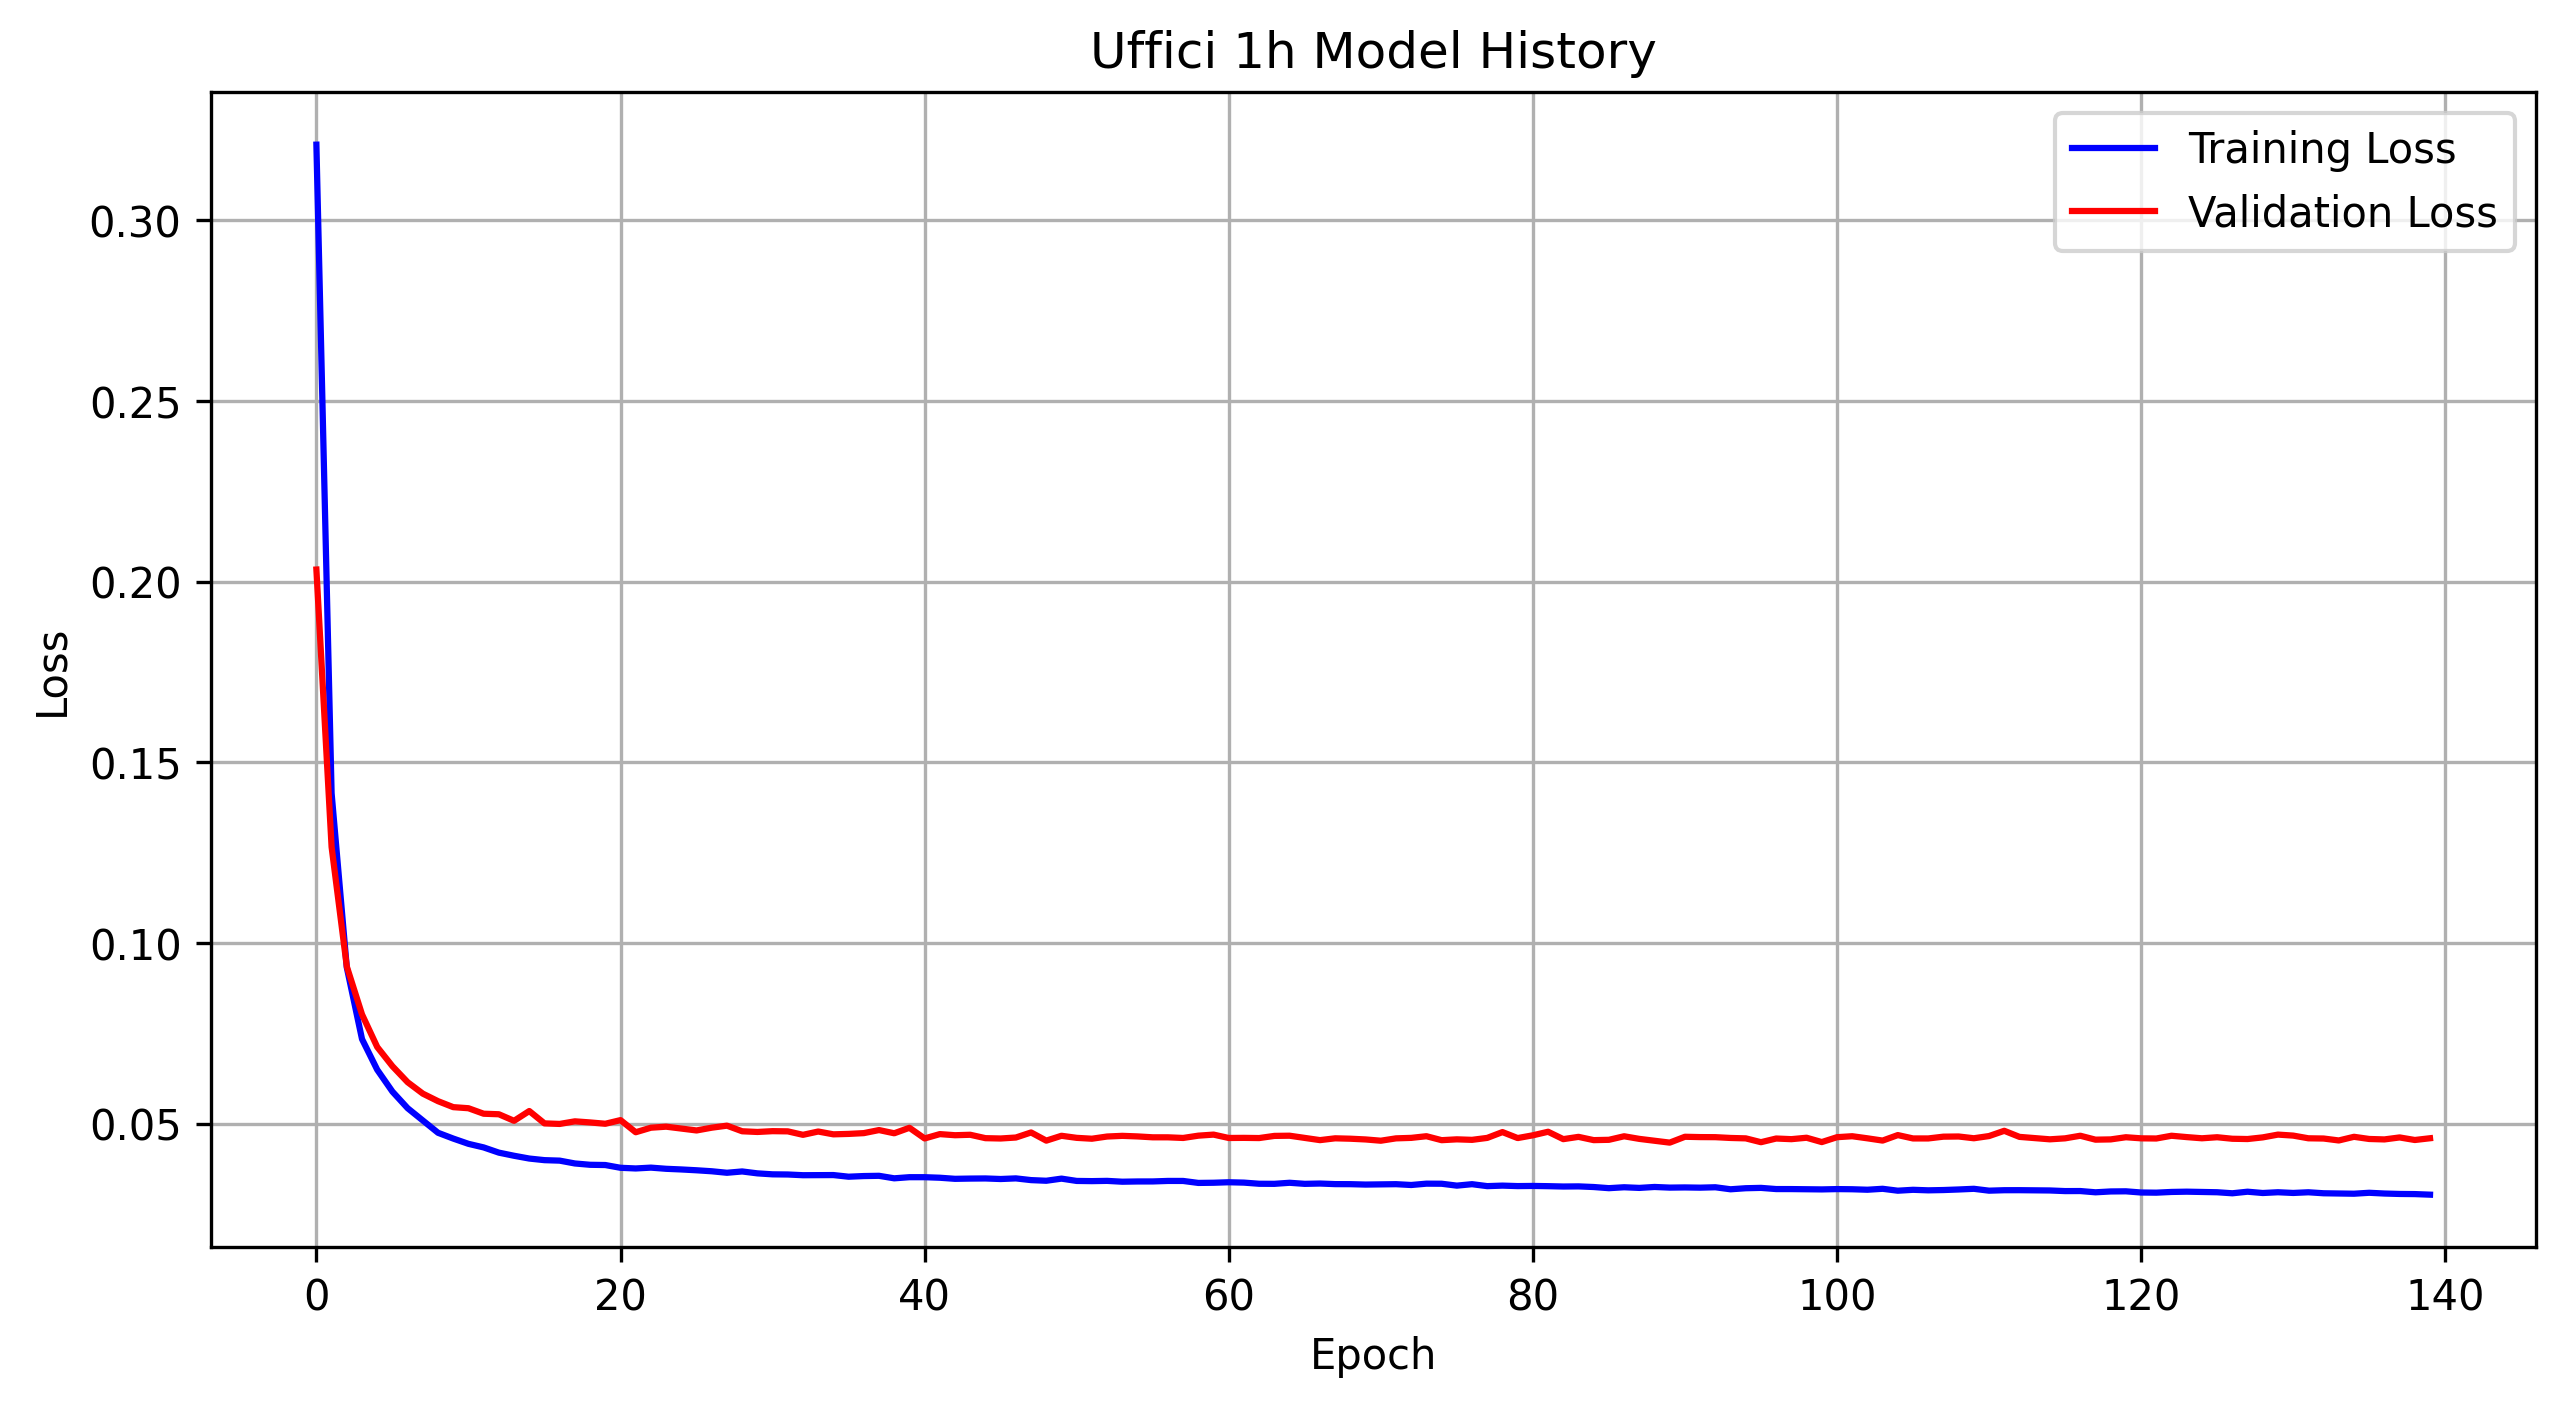 Uffici 1h Model History
Training Loss
Validation Loss
0.30
0.25
0.20
0.15
0.10
0.05
Loss
0 20 40 60 80 100 120 140
Epoch